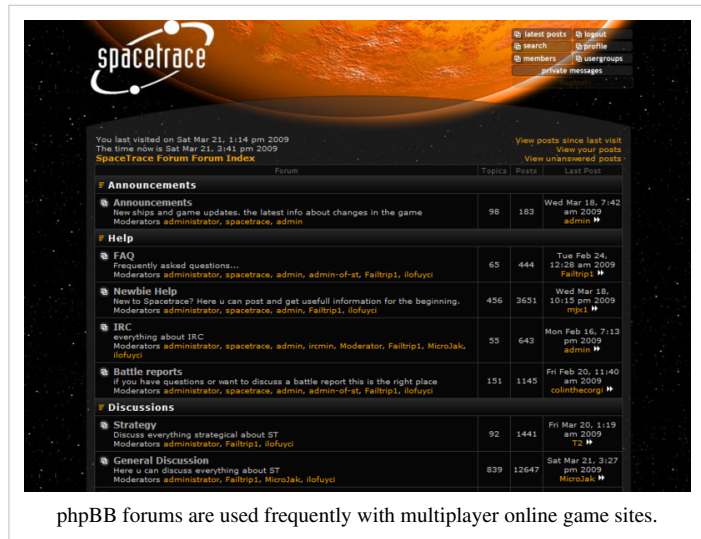 spacetrace
latest posts logout
search profile
members usergroups
private messages
You last visited on Sat Mar 21, 1:14 pm 2009
The time now is Sat Mar 21, 3:41 pm 2009
SpaceTrace Forum Forum Index
View posts since last visit
View your posts
View unanswered posts
Forum Topics Posts Last Post
Announcements
Announcements
New ships and game updates. the latest info about changes in the game
Moderators administrator, spacetrace, admin
98 183
Wed Mar 18, 7:42
am 2009
admin
Help
FAQ
Frequently asked questions...
Moderators administrator, spacetrace, admin, admin-of-st, Failtrip1, ilofuyci
65 444
Tue Feb 24,
12:28 am 2009
Failtrip1
Newbie Help
New to Spacetrace? Here u can post and get usefull information for the beginning.
Moderators administrator, spacetrace, admin, Failtrip1, ilofuyci
456 3651
Wed Mar 18,
10:15 pm 2009
mjx1
IRC
everything about IRC
Moderators administrator, spacetrace, admin, ircmin, Moderator, Failtrip1, MicroJak,
ilofuyci
55 643
Mon Feb 16, 7:13
pm 2009
admin
Battle reports
if you have questions or want to discuss a battle report this is the right place
Moderators administrator, spacetrace, admin, admin-of-st, Failtrip1, ilofuyci
151 1145
Fri Feb 20, 11:40
am 2009
colinthecorgi
Discussions
Strategy
Discuss everything strategical about ST
Moderators administrator, Failtrip1, ilofuyci
92 1441
Fri Mar 20, 1:19
am 2009
T2
General Discussion
Here u can discuss everything about ST
Moderators administrator, Failtrip1, MicroJak, ilofuyci
839 12647
Sat Mar 21, 3:27
pm 2009
MicroJak
phpBB forums are used frequently with multiplayer online game sites.